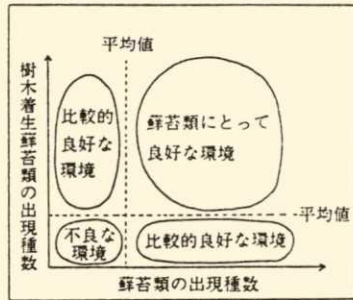 平均値
樹木着生蘚苔類の出現種数
比較的
良好な
環境
蘚苔類にとって
良好な環境
平均値
不良な
環境
比較的良好な環境
蘚苔類の出現種数